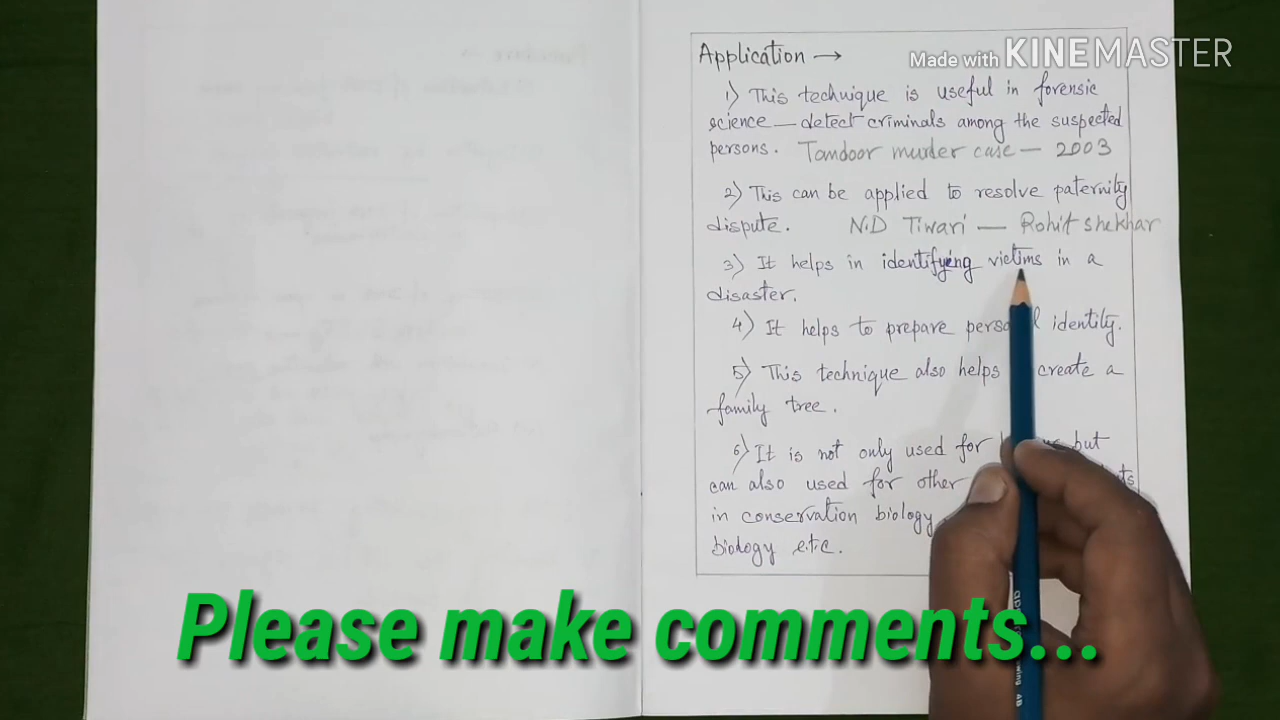 Application →
Made with KINEMASTER
1) This technique is useful in forensic
science — detect criminals among the suspected
persons. Tandoor murder case — 2003
2) This can be applied to resolve paternity
dispute. N.D Tiwari — Rohit Shekhar
3) It helps in identifying victims in a
disaster.
4) It helps to prepare personal identity.
5) This technique also helps create a
family tree.
6) It is not only used for but
can also used for other
in conservation biology
biology e.t.c.
Please make comments...